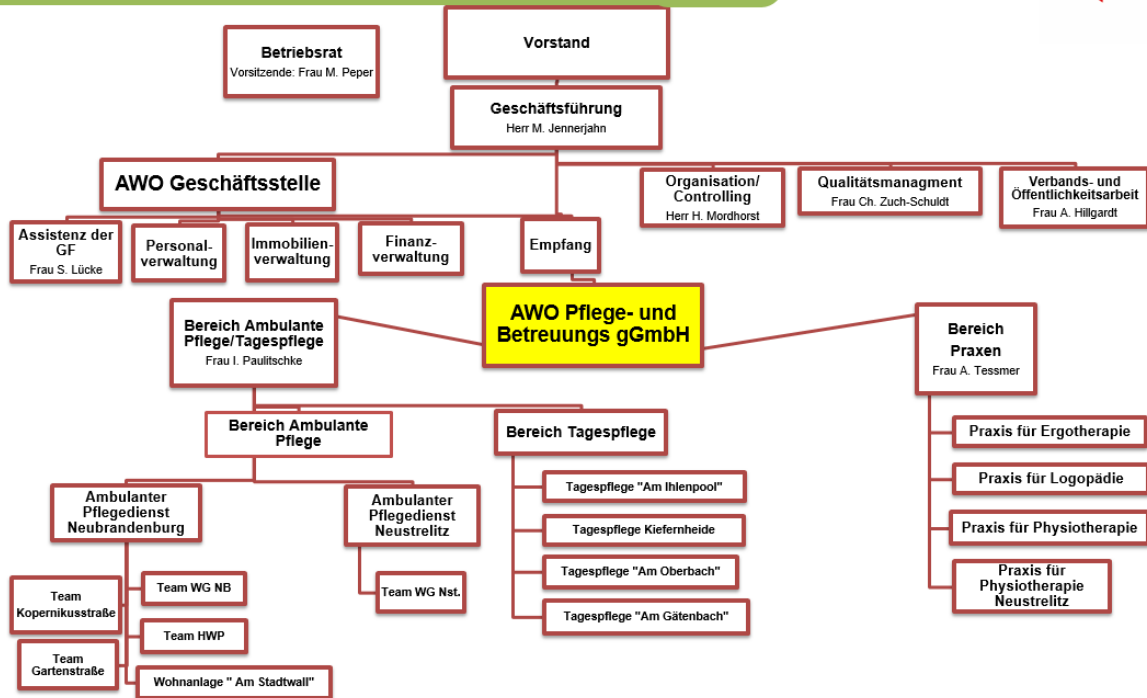 Betriebsrat
Vorsitzende: Frau M. Peper
Vorstand
Geschäftsführung
Herr M. Jennerjahn
AWO Geschäftsstelle
Organisation/
Controlling
Herr H. Mordhorst
Qualitätsmanagment
Frau Ch. Zuch-Schuldt
Verbands- und
Öffentlichkeitsarbeit
Frau A. Hillgardt
Assistenz der
GF
Frau S. Lücke
Personal-
verwaltung
Immobilien-
verwaltung
Finanz-
verwaltung
Empfang
AWO Pflege- und
Betreuungs gGmbH
Bereich Ambulante
Pflege/Tagespflege
Frau I. Paulitschke
Bereich
Praxen
Frau A. Tessmer
Bereich Ambulante
Pflege
Bereich Tagespflege
Praxis für Ergotherapie
Praxis für Logopädie
Praxis für Physiotherapie
Praxis für
Physiotherapie
Neustrelitz
Ambulanter
Pflegedienst
Neubrandenburg
Ambulanter
Pflegedienst
Neustrelitz
Tagespflege "Am Ihlenpool"
Tagespflege Kiefernheide
Tagespflege "Am Oberbach"
Tagespflege "Am Gätenbach"
Team
Kopernikusstraße
Team WG NB
Team HWP
Team
Gartenstraße
Wohnanlage " Am Stadtwall"
Team WG Nst.